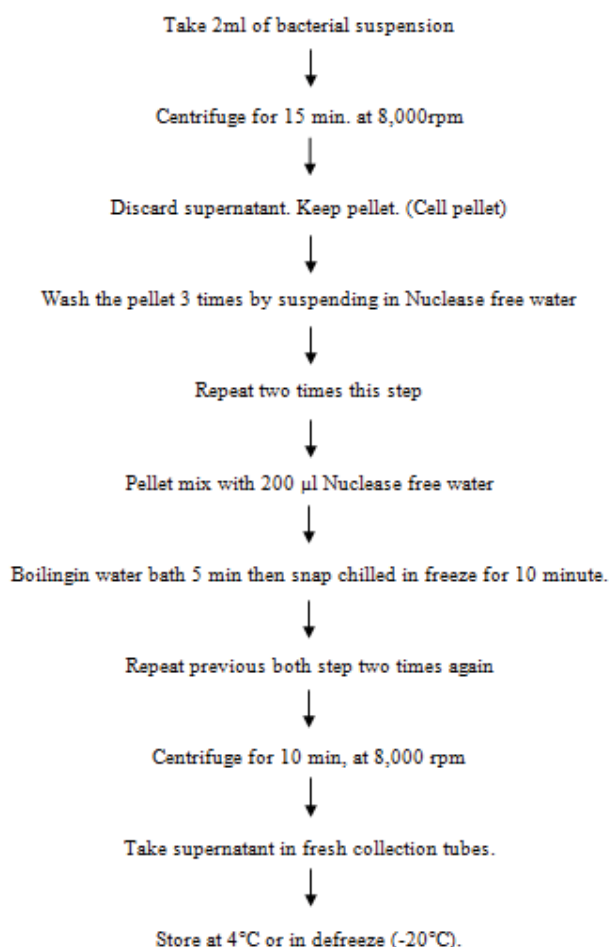 Take 2ml of bacterial suspension
Centrifuge for 15 min. at 8,000rpm
Discard supernatant. Keep pellet. (Cell pellet)
Wash the pellet 3 times by suspending in Nuclease free water
Repeat two times this step
Pellet mix with 200 µl Nuclease free water
Boilingin water bath 5 min then snap chilled in freeze for 10 minute.
Repeat previous both step two times again
Centrifuge for 10 min, at 8,000 rpm
Take supernatant in fresh collection tubes.
Store at 4°C or in defreeze (-20°C).